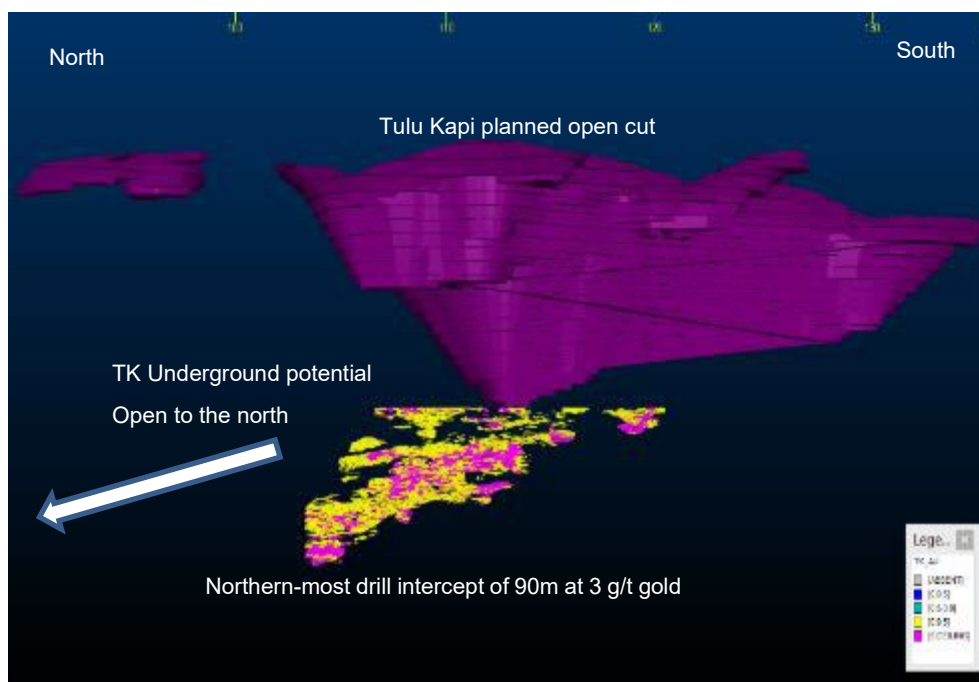 North
South
Tulu Kapi planned open cut
TK Underground potential
Open to the north
Northern-most drill intercept of 90m at 3 g/t gold
Lege..